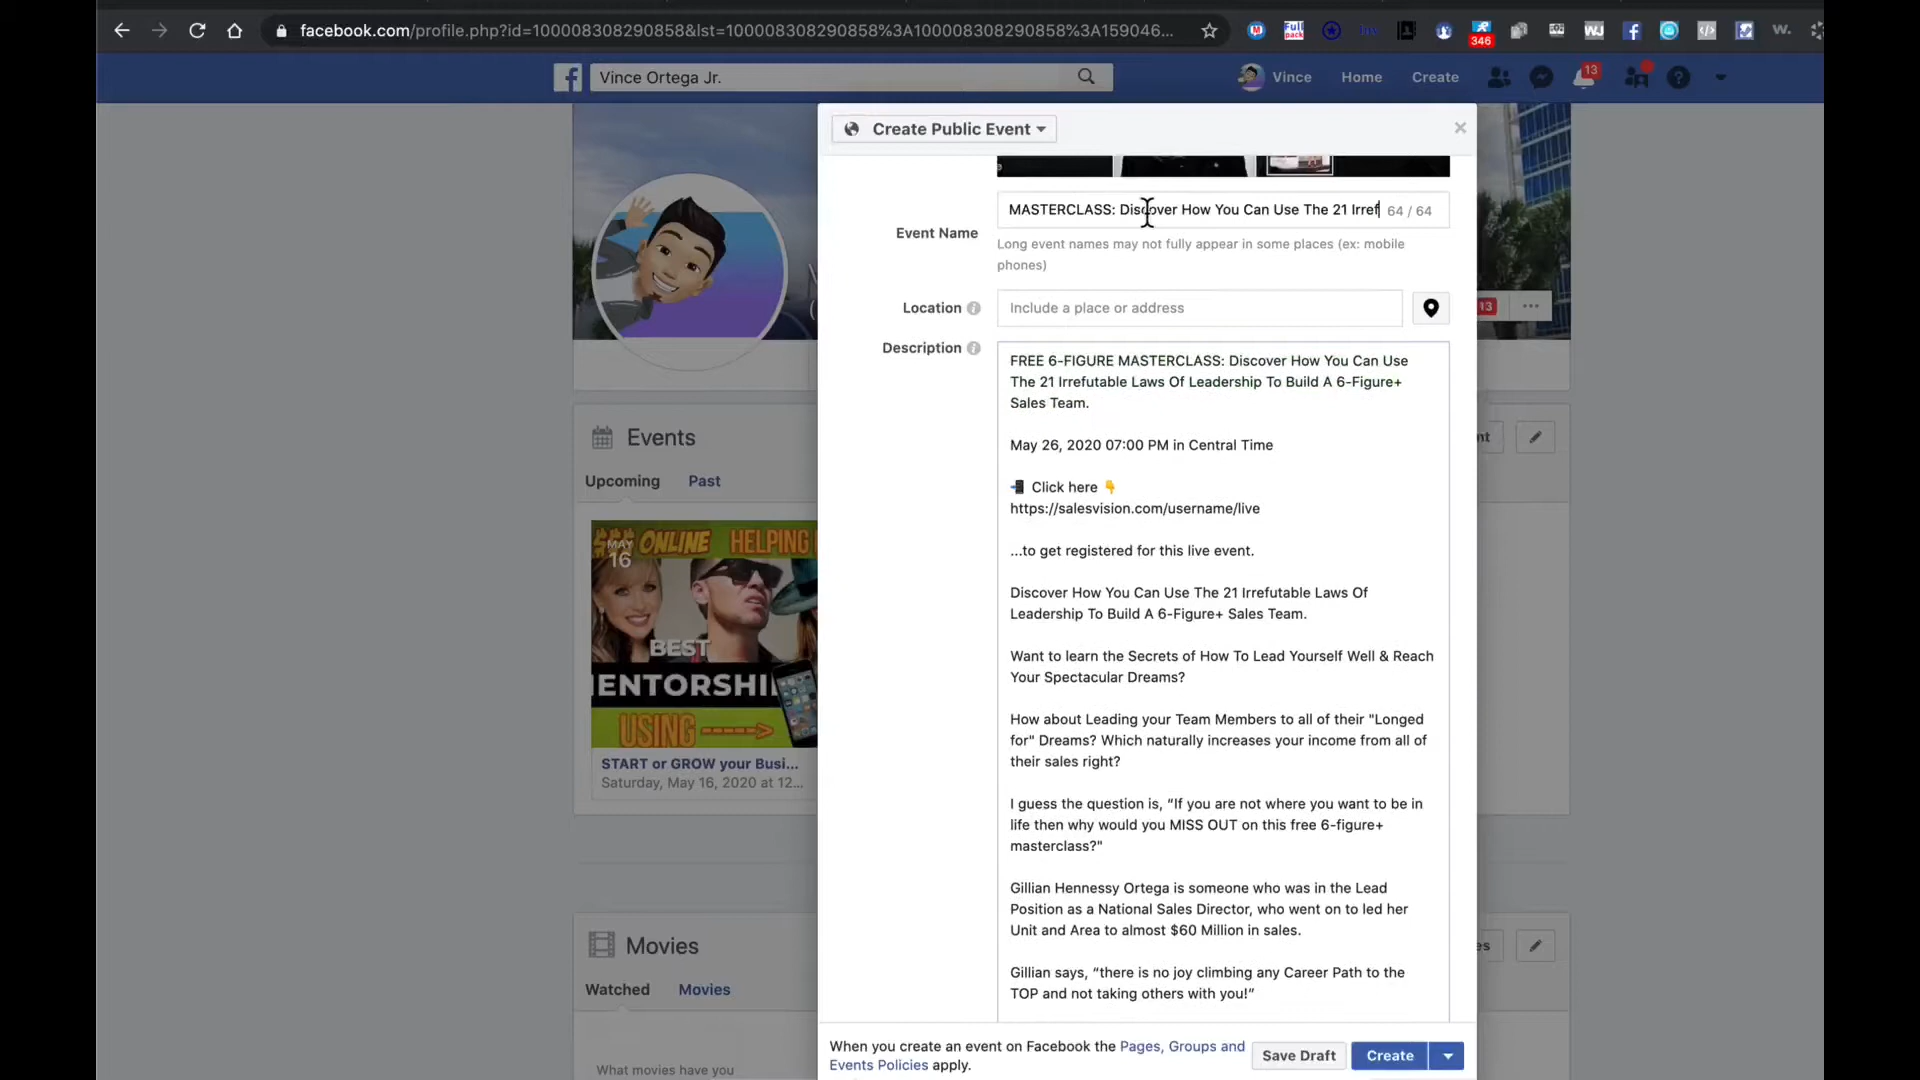 facebook.com/profile.php?id=100008308290858&lst=100008308290858%3A100008308290858%3A159046...
Full pack
Inv
346
WJ
W.
Vince Ortega Jr.
Vince
Home
Create
13
Create Public Event
MASTERCLASS: Discover How You Can Use The 21 Irref
64 / 64
Event Name
Long event names may not fully appear in some places (ex: mobile
phones)
Location
Include a place or address
13
Description
FREE 6-FIGURE MASTERCLASS: Discover How You Can Use
The 21 Irrefutable Laws Of Leadership To Build A 6-Figure+
Sales Team.
May 26, 2020 07:00 PM in Central Time
📲 Click here 👇
https://salesvision.com/username/live
...to get registered for this live event.
Discover How You Can Use The 21 Irrefutable Laws Of
Leadership To Build A 6-Figure+ Sales Team.
Want to learn the Secrets of How To Lead Yourself Well & Reach
Your Spectacular Dreams?
How about Leading your Team Members to all of their "Longed
for" Dreams? Which naturally increases your income from all of
their sales right?
I guess the question is, “If you are not where you want to be in
life then why would you MISS OUT on this free 6-figure+
masterclass?"
Gillian Hennessy Ortega is someone who was in the Lead
Position as a National Sales Director, who went on to led her
Unit and Area to almost $60 Million in sales.
Gillian says, “there is no joy climbing any Career Path to the
TOP and not taking others with you!”
When you create an event on Facebook the Pages, Groups and
Events Policies apply.
Save Draft
Create
Events
Upcoming
Past
MAY
16
ONLINE HELPING
BEST
MENTORSHI
USING
START or GROW your Busi...
Saturday, May 16, 2020 at 12...
Movies
Watched
Movies
What movies have you